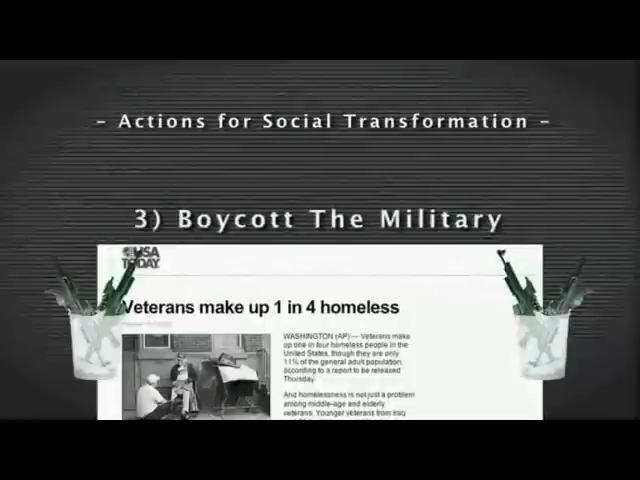 - Actions for Social Transformation -
3) Boycott The Military
USA
TODAY
Veterans make up 1 in 4 homeless
WASHINGTON (AP) — Veterans make
up one in four homeless people in the
United States, though they are only
11% of the general adult population,
according to a report to be released
Thursday.
And homelessness is not just a problem
among middle-age and elderly
veterans. Younger veterans from Iraq